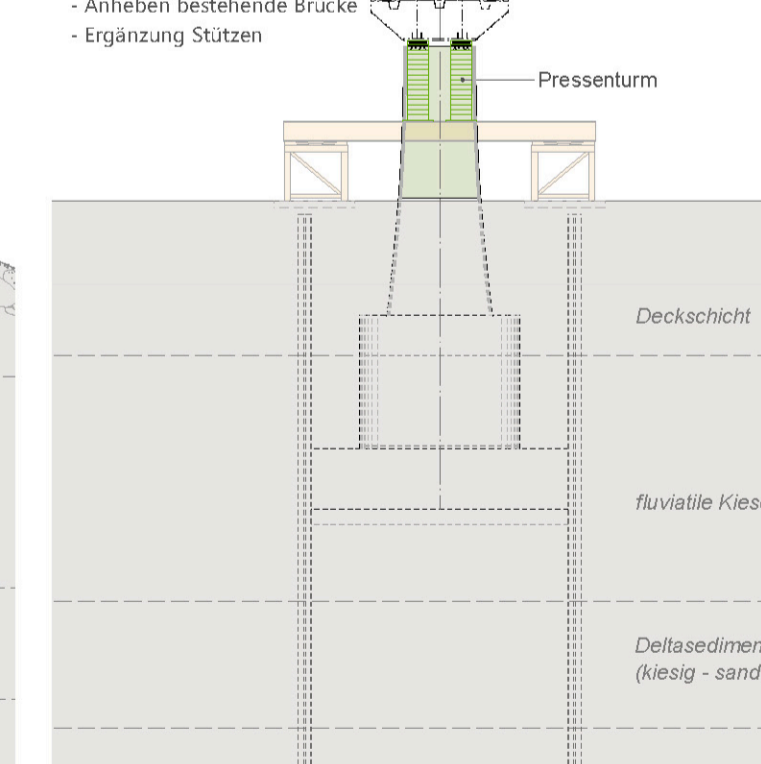 - Anheben bestehende Brücke
- Ergänzung Stützen
Pressenturm
Deckschicht
fluviatile Kies
Deltasedimen
(kiesig - sand